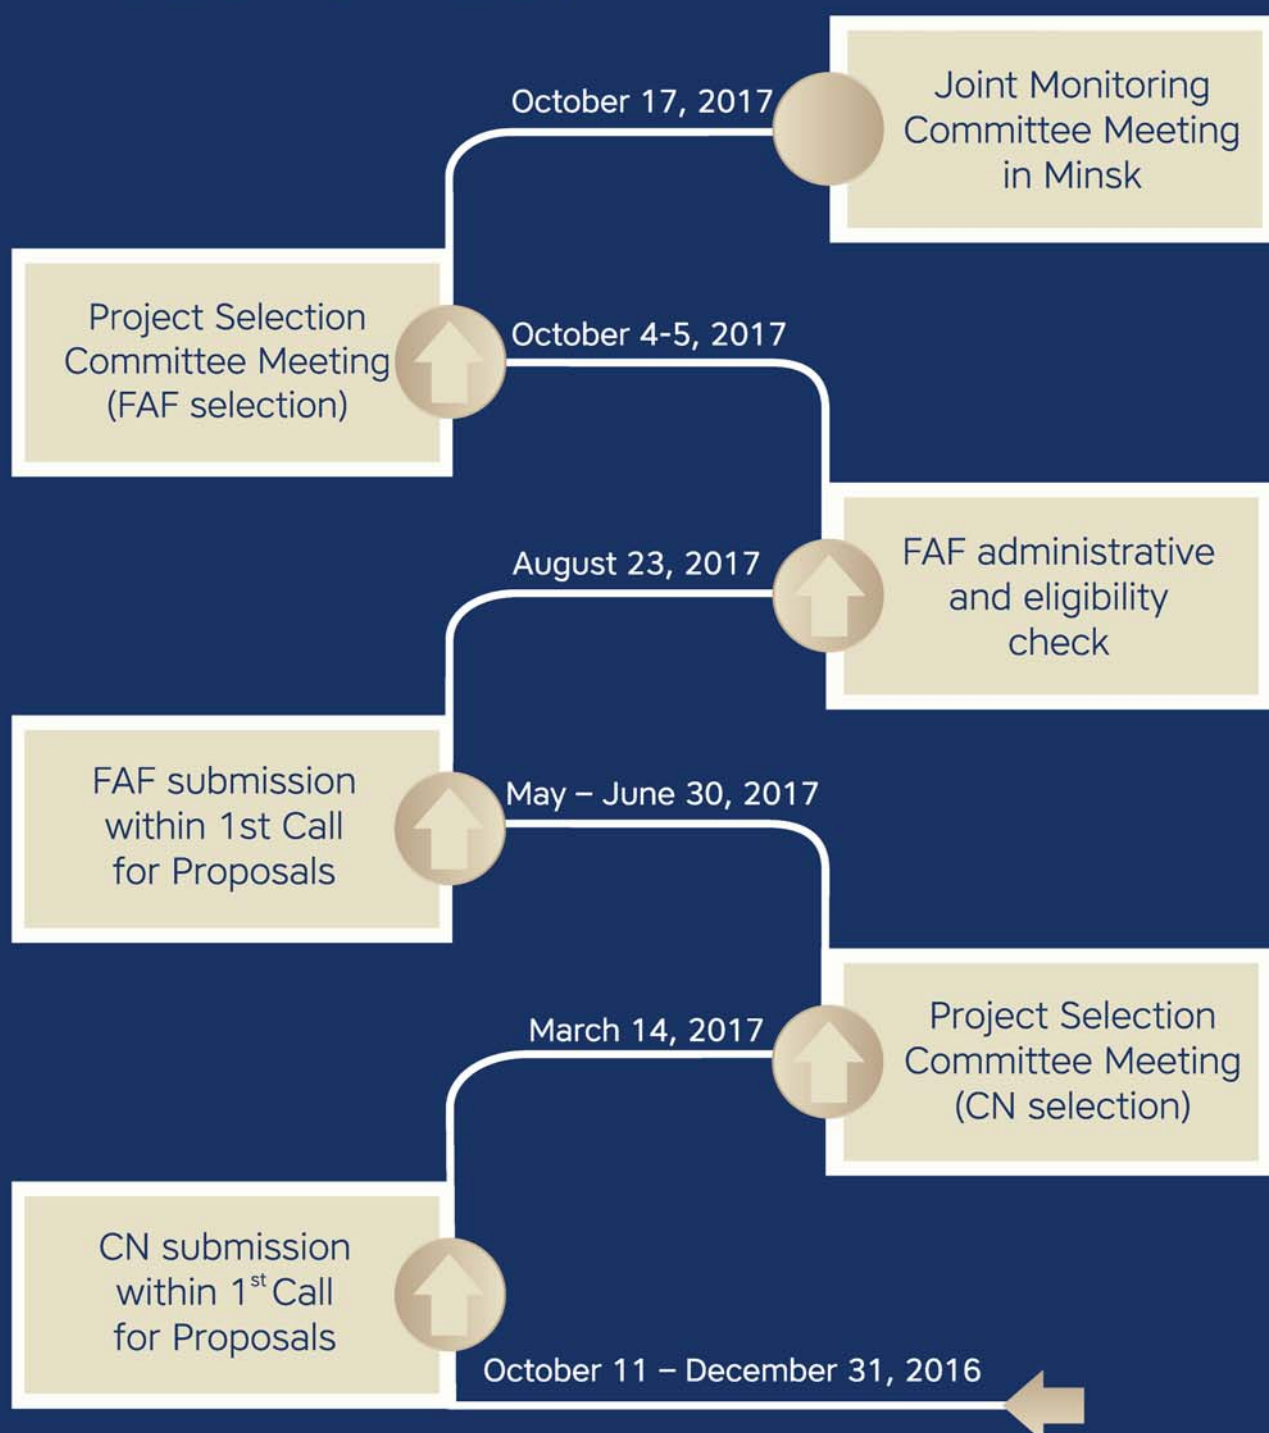 October 17, 2017
Joint Monitoring
Committee Meeting
in Minsk
Project Selection
Committee Meeting
(FAF selection)
October 4-5, 2017
August 23, 2017
FAF administrative
and eligibility
check
FAF submission
within 1st Call
for Proposals
May – June 30, 2017
March 14, 2017
Project Selection
Committee Meeting
(CN selection)
CN submission
within 1st Call
for Proposals
October 11 – December 31, 2016